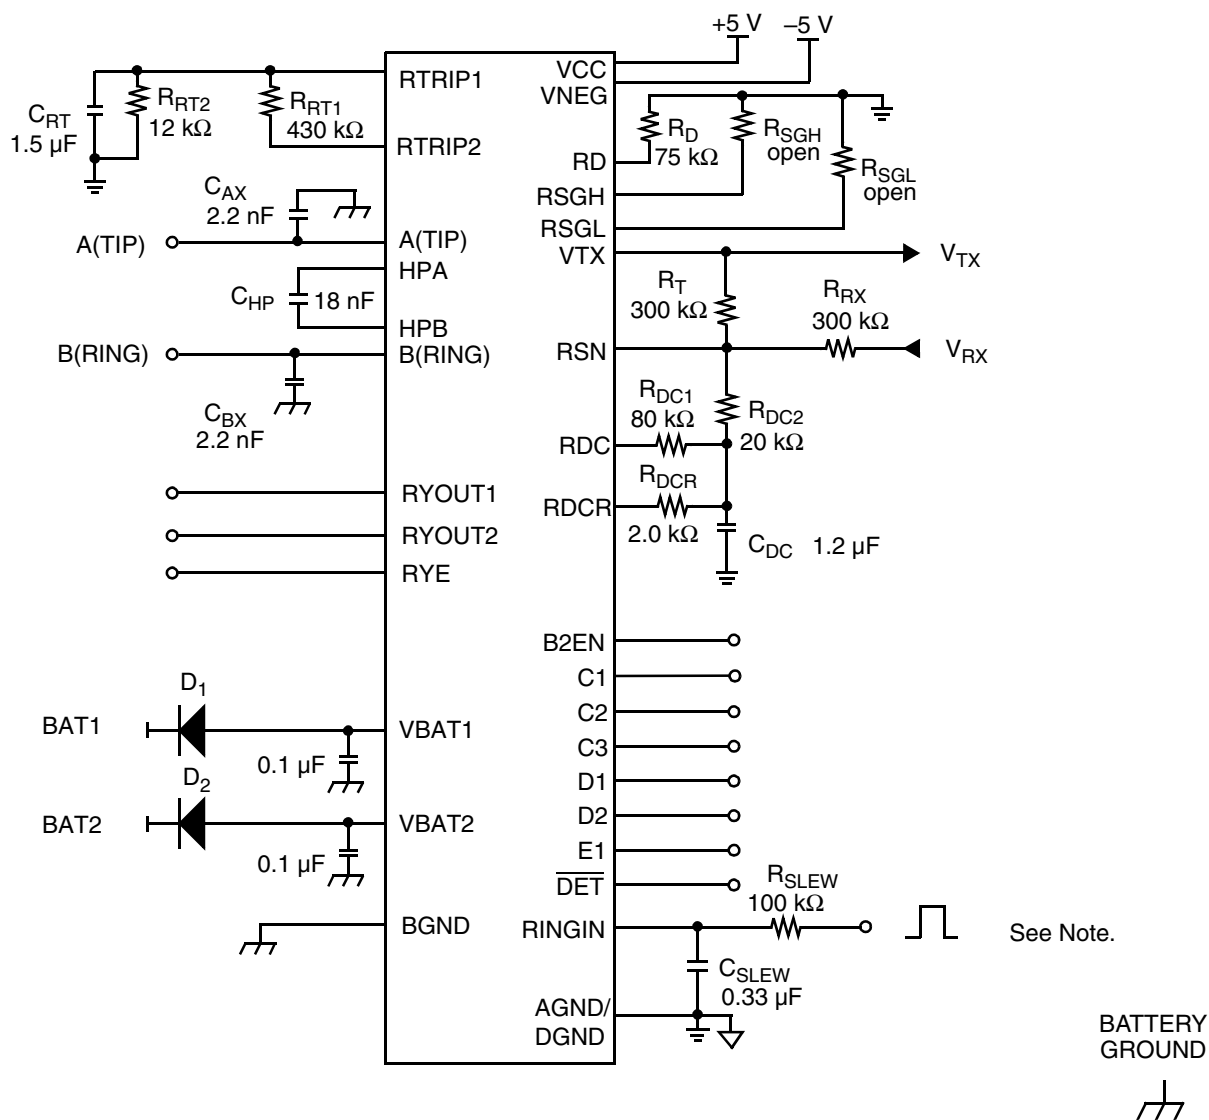 +5 V
–5 V
RTRIP1
VCC
VNEG
C_RT
1.5 µF
R_RT2
12 kΩ
R_RT1
430 kΩ
RTRIP2
R_D
75 kΩ
R_SGH
open
R_SGL
open
RD
RSGH
RSGL
C_AX
2.2 nF
A(TIP)
A(TIP)
VTX
V_TX
HPA
C_HP
18 nF
HPB
R_T
300 kΩ
R_RX
300 kΩ
B(RING)
B(RING)
RSN
V_RX
C_BX
2.2 nF
R_DC1
80 kΩ
R_DC2
20 kΩ
RDC
R_DCR
2.0 kΩ
RDCR
C_DC 1.2 µF
RYOUT1
RYOUT2
RYE
B2EN
C1
C2
C3
D1
D2
E1
DET
D_1
BAT1
VBAT1
0.1 µF
D_2
BAT2
VBAT2
0.1 µF
BGND
RINGIN
R_SLEW
100 kΩ
See Note.
C_SLEW
0.33 µF
AGND/
DGND
BATTERY
GROUND